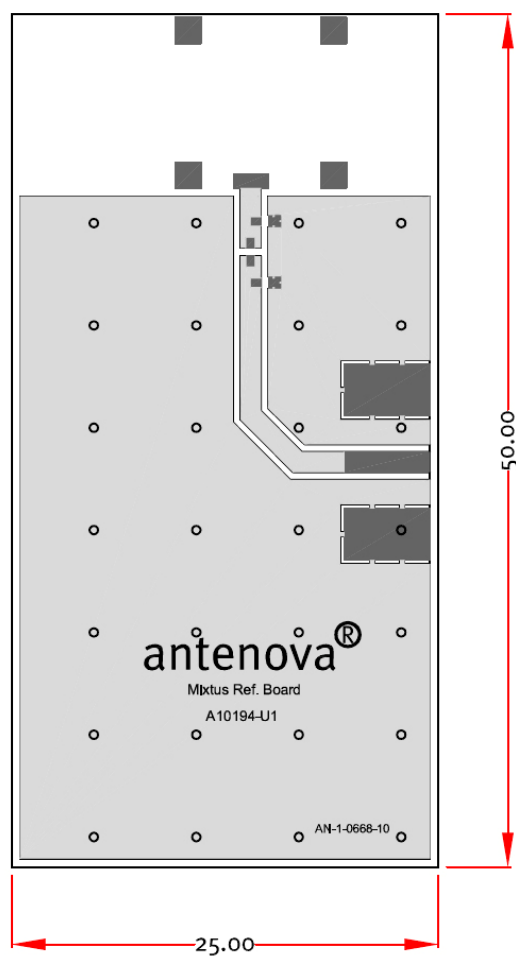 50.00
antenova®
Mixtus Ref. Board
A10194-U1
AN-1-0668-10
25.00